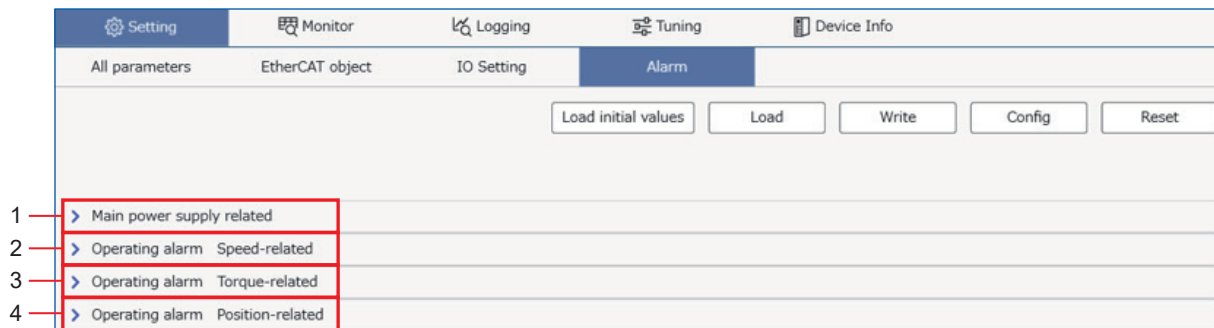 Setting Monitor Logging Tuning Device Info
All parameters EtherCAT object IO Setting Alarm
Load initial values Load Write Config Reset
1 Main power supply related
2 Operating alarm Speed-related
3 Operating alarm Torque-related
4 Operating alarm Position-related